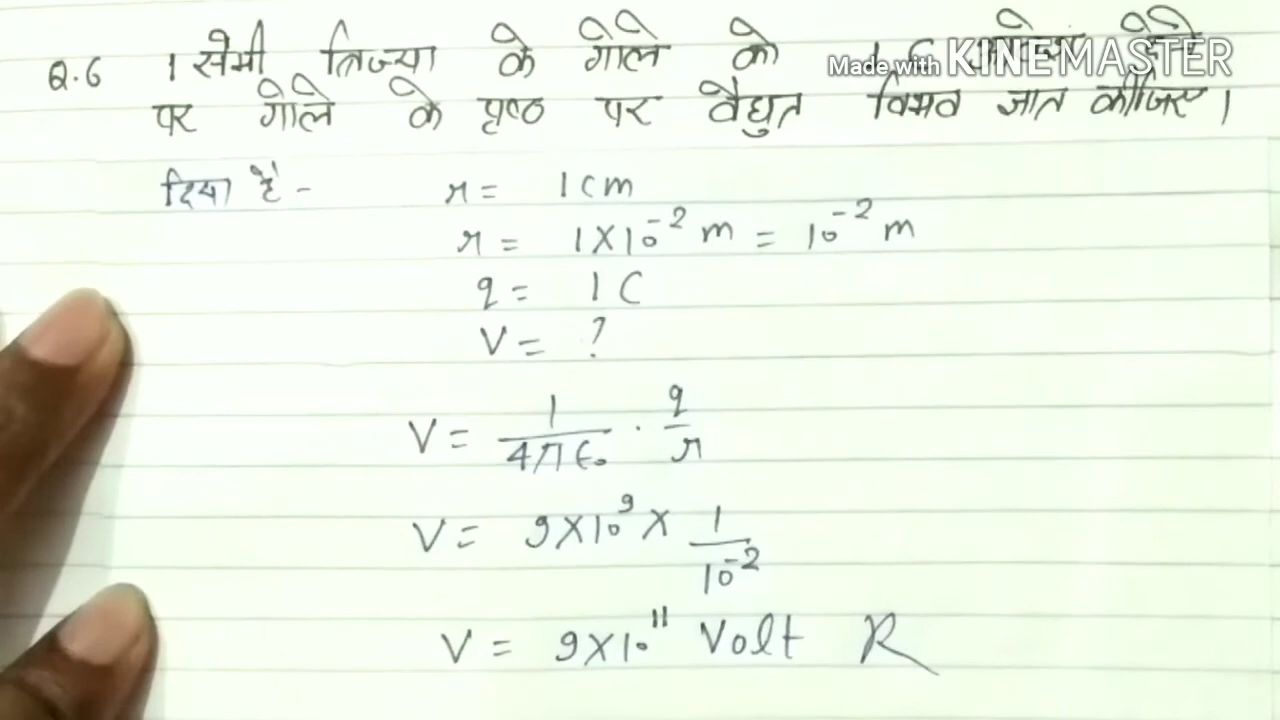 Q.6 1 सेमी त्रिज्या के गोले को देने
पर गोले के पृष्ठ पर वैद्युत विभव ज्ञात कीजिए।
Made with KINEMASTER
दिया है - r = 1 cm
r = 1×10⁻² m = 10⁻² m
q = 1 C
V = ?
V = 1/4πε₀ · q/r
V = 9×10⁹ × 1/10⁻²
V = 9×10¹¹ Volt